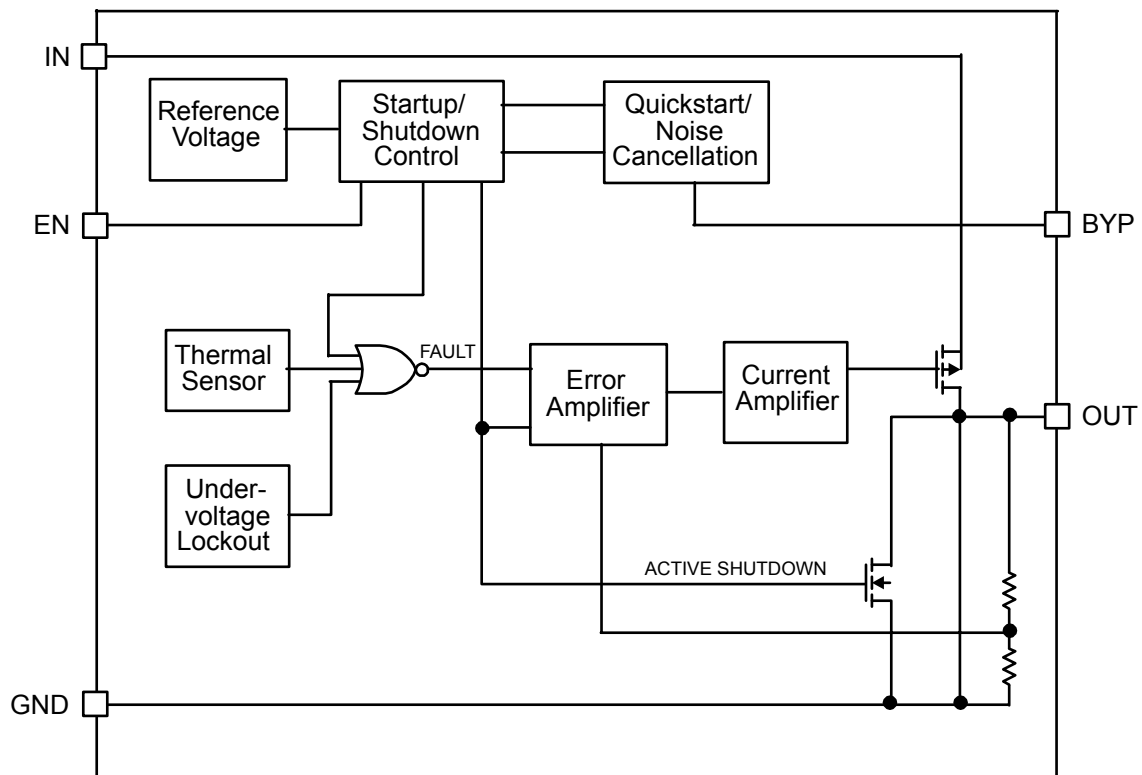 IN
Reference
Voltage
Startup/
Shutdown
Control
Quickstart/
Noise
Cancellation
EN
BYP
Thermal
Sensor
FAULT
Error
Amplifier
Current
Amplifier
OUT
Under-
voltage
Lockout
ACTIVE SHUTDOWN
GND